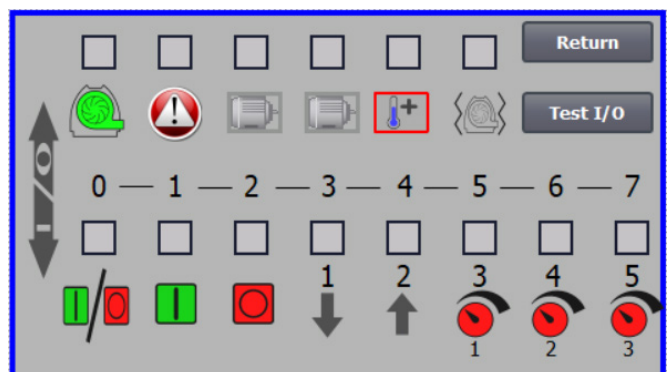 Return
Test I/O
I/O
0 — 1 — 2 — 3 — 4 — 5 — 6 — 7
1 2 3 4 5
1 2 3